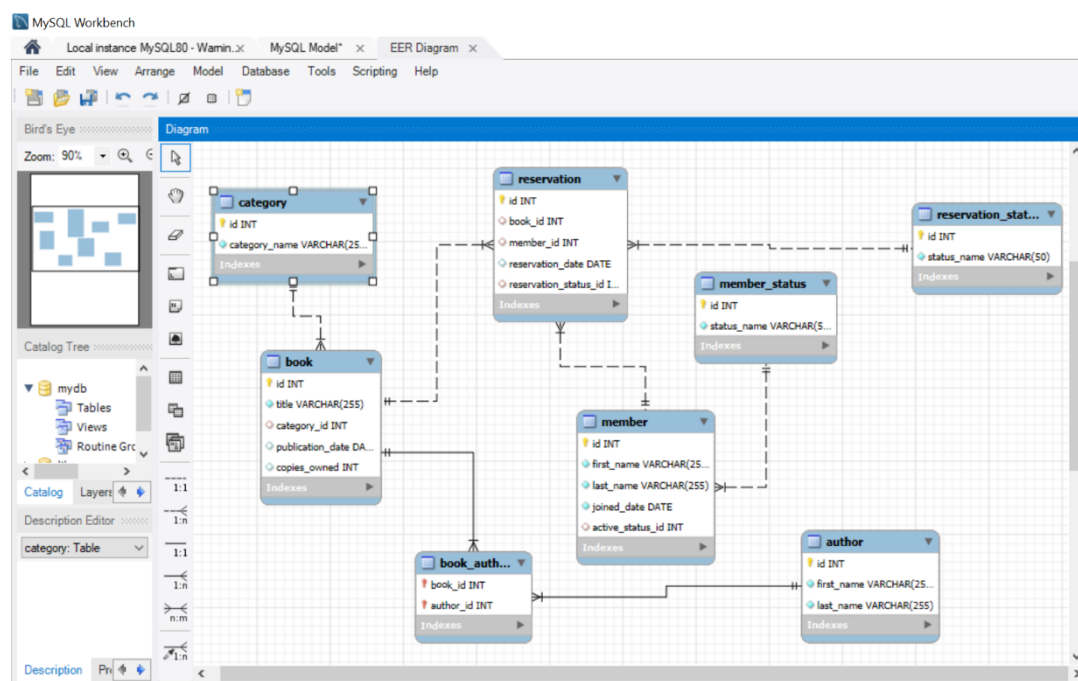 MySQL Workbench
Local instance MySQL80 - Warnin...
MySQL Model*
EER Diagram
File Edit View Arrange Model Database Tools Scripting Help
Bird's Eye
Diagram
Zoom: 90%
category
id INT
category_name VARCHAR(25...
Indexes
reservation
id INT
book_id INT
member_id INT
reservation_date DATE
reservation_status_id I...
Indexes
reservation_stat...
id INT
status_name VARCHAR(50)
Indexes
member_status
id INT
status_name VARCHAR(5...
Indexes
Catalog Tree
mydb
Tables
Views
Routine Grc
Catalog Layers
Description Editor
category: Table
Description Pr
1:1
1:n
1:1
1:n
n:m
1:n
book
id INT
title VARCHAR(255)
category_id INT
publication_date DA...
copies_owned INT
Indexes
member
id INT
first_name VARCHAR(25...
last_name VARCHAR(255)
joined_date DATE
active_status_id INT
Indexes
book_auth...
book_id INT
author_id INT
Indexes
author
id INT
first_name VARCHAR(25...
last_name VARCHAR(255)
Indexes